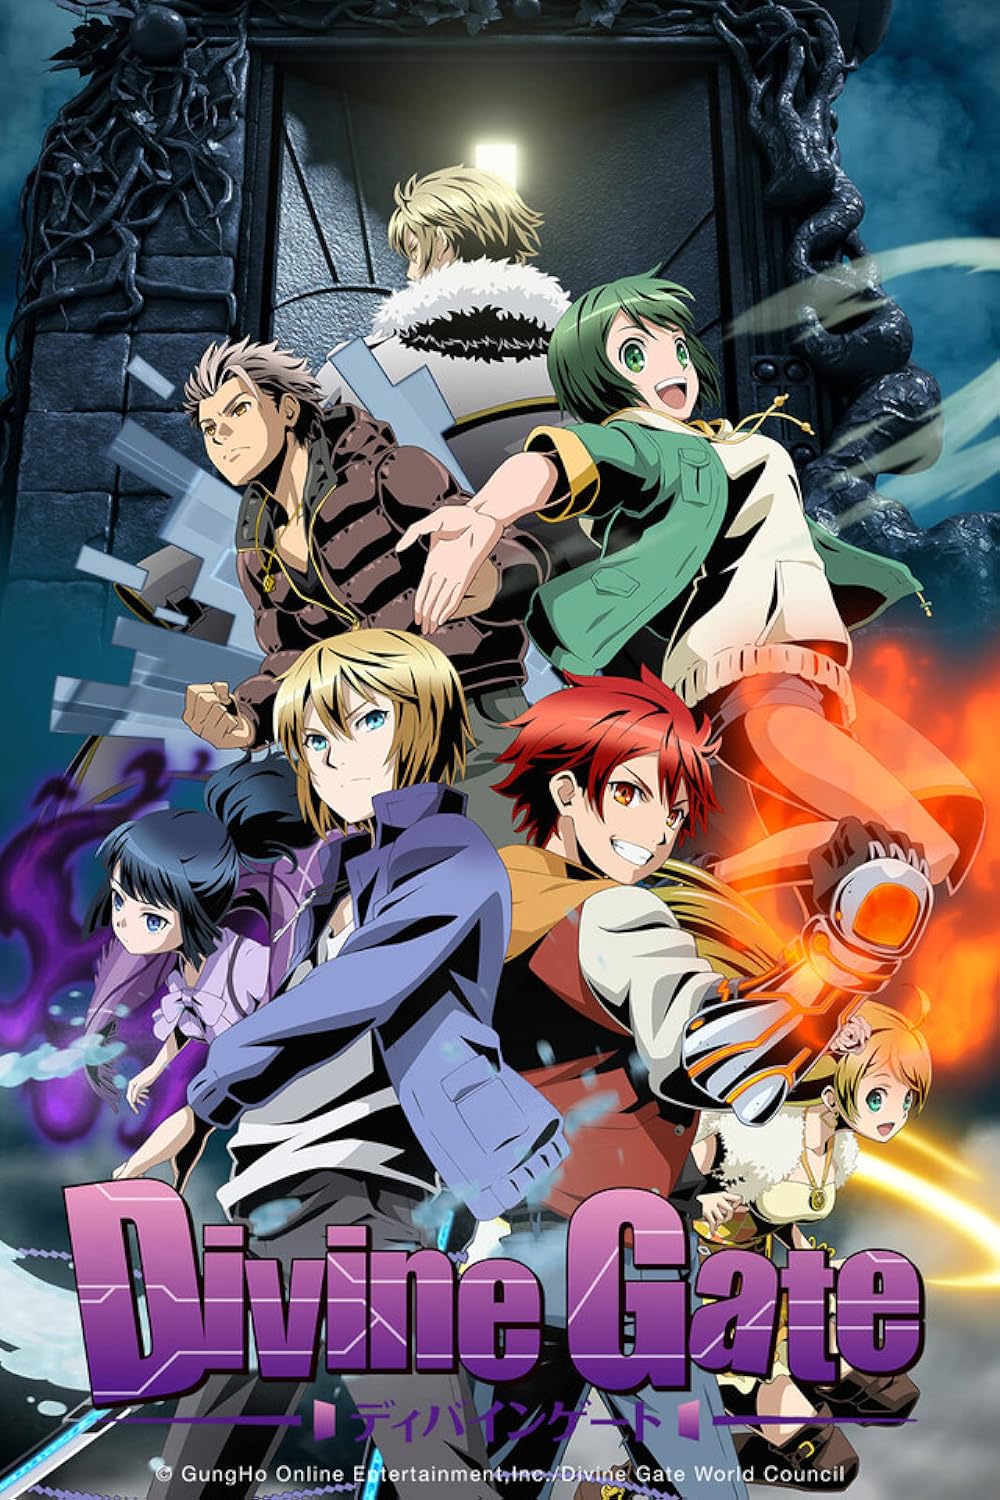 Divine Gate
ディバインゲート
© GungHo Online Entertainment,Inc./Divine Gate World Council